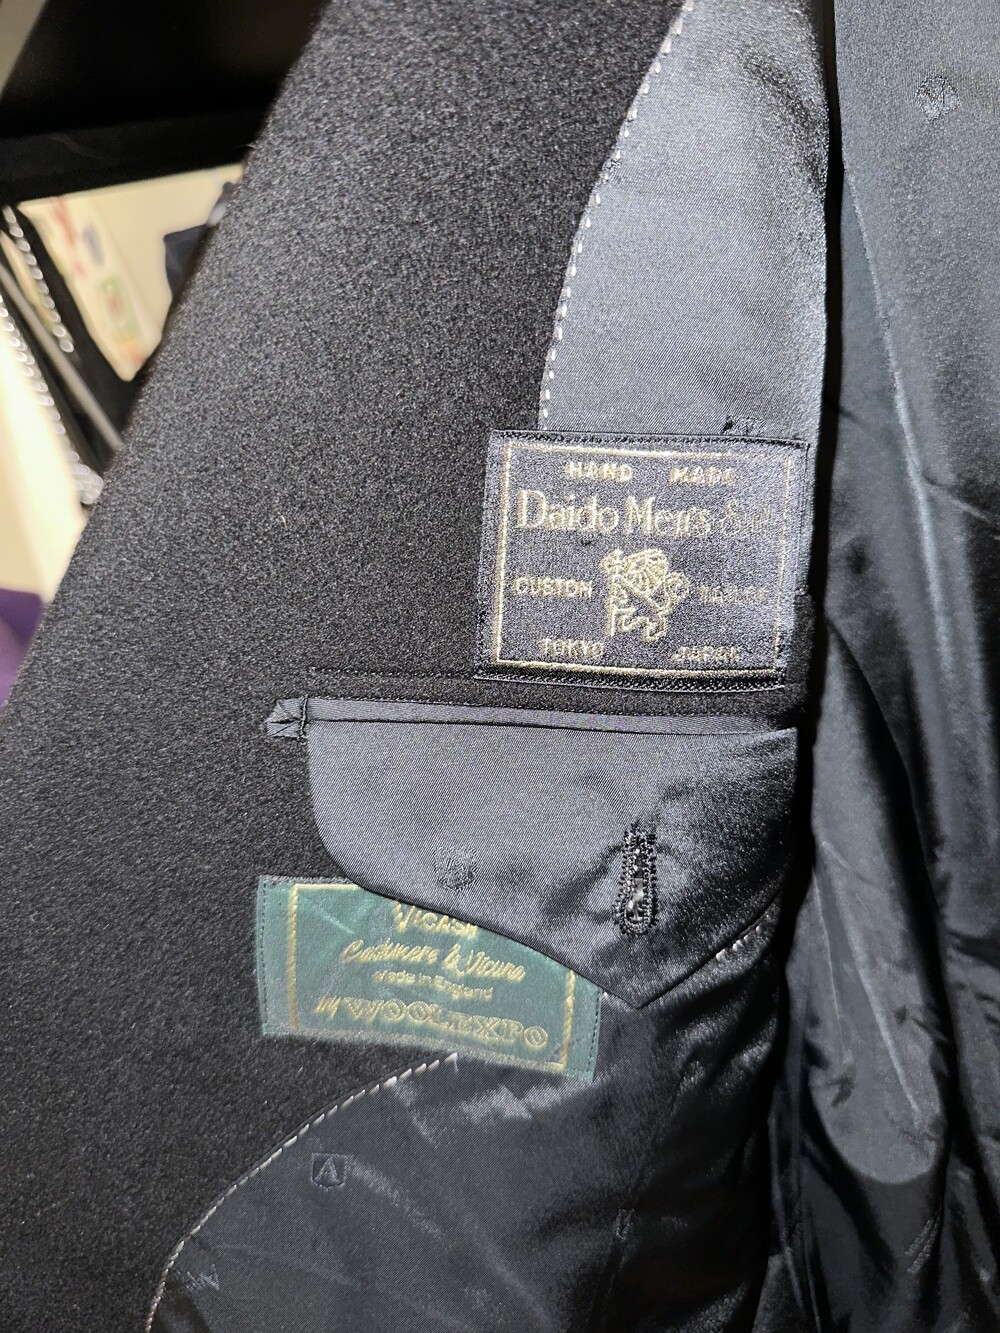 HAND MADE
Daido Men's
CUSTOM
TOKYO JAPAN
VICASH
Cashmere & Vicuna
Made in England
by WOOLEXPO